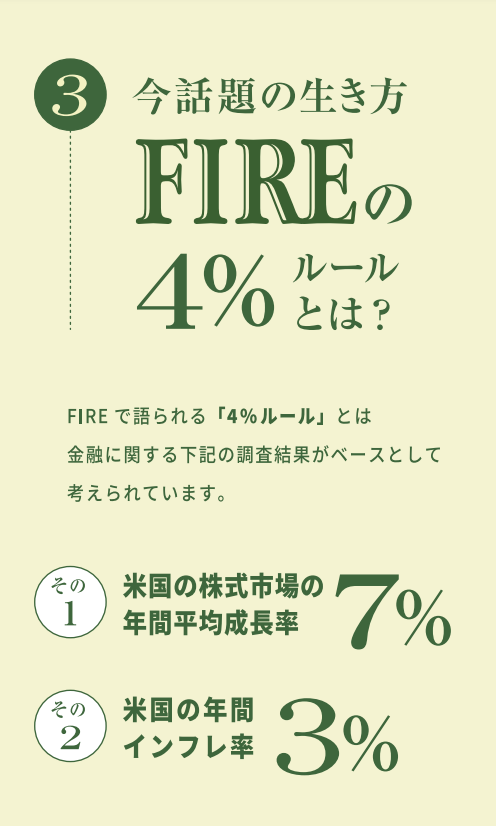 3
今話題の生き方
FIREの
4%
ルール
とは？
FIREで語られる「4%ルール」とは
金融に関する下記の調査結果がベースとして
考えられています。
その
1
米国の株式市場の
年間平均成長率
7%
その
2
米国の年間
インフレ率
3%